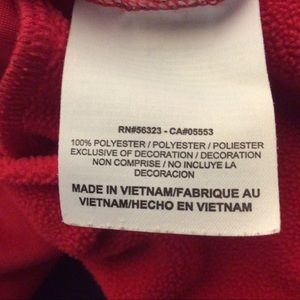 RN#56323 - CA#05553
100% POLYESTER / POLYESTER / POLIESTER
EXCLUSIVE OF DECORATION / DECORATION
NON COMPRISE / NO INCLUYE LA
DECORACION
MADE IN VIETNAM/FABRIQUE AU
VIETNAM/HECHO EN VIETNAM